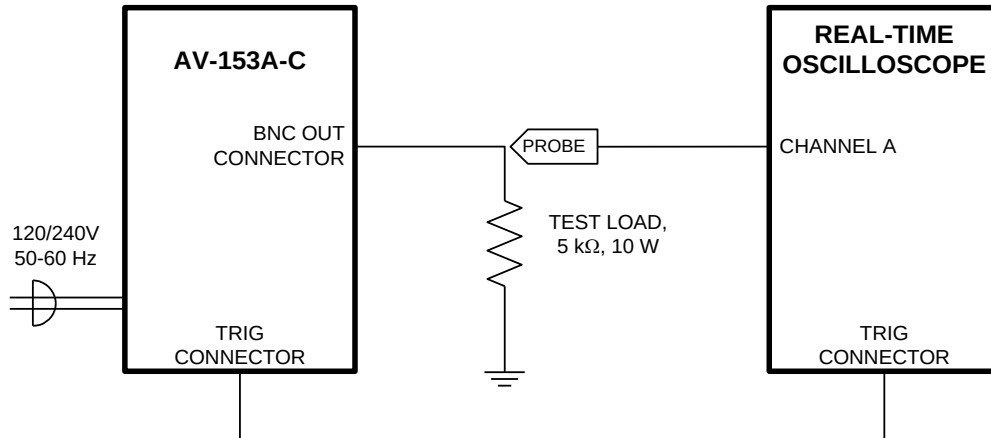 AV-153A-C
REAL-TIME
OSCILLOSCOPE
BNC OUT
CONNECTOR
PROBE
CHANNEL A
TEST LOAD,
5 kΩ, 10 W
120/240V
50-60 Hz
TRIG
CONNECTOR
TRIG
CONNECTOR